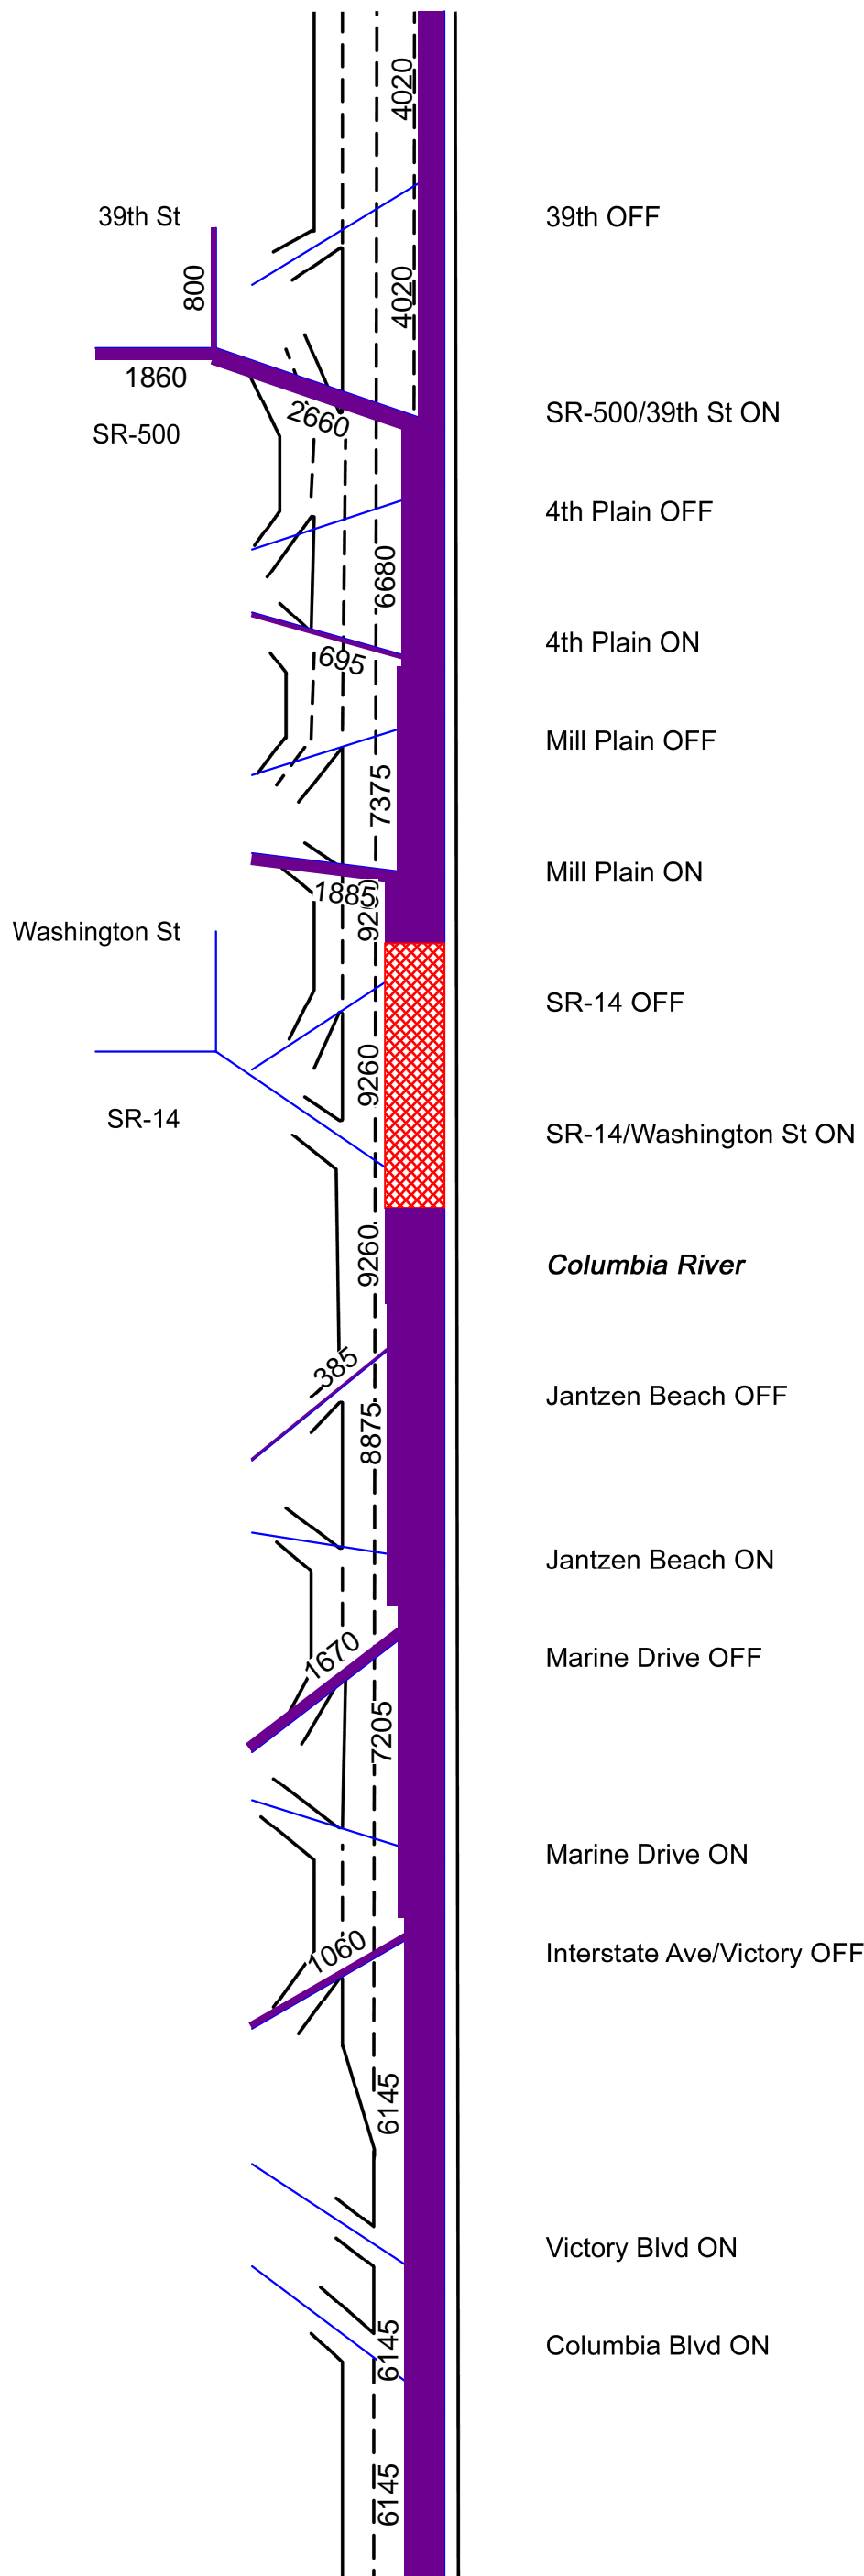 4020
39th St
39th OFF
800
4020
1860
SR-500
2660
SR-500/39th St ON
4th Plain OFF
6680
4th Plain ON
695
Mill Plain OFF
7375
Mill Plain ON
1885
9260
Washington St
SR-14 OFF
9260
SR-14
SR-14/Washington St ON
9260
Columbia River
385
Jantzen Beach OFF
8875
Jantzen Beach ON
1670
Marine Drive OFF
7205
Marine Drive ON
1060
Interstate Ave/Victory OFF
6145
Victory Blvd ON
6145
Columbia Blvd ON
6145